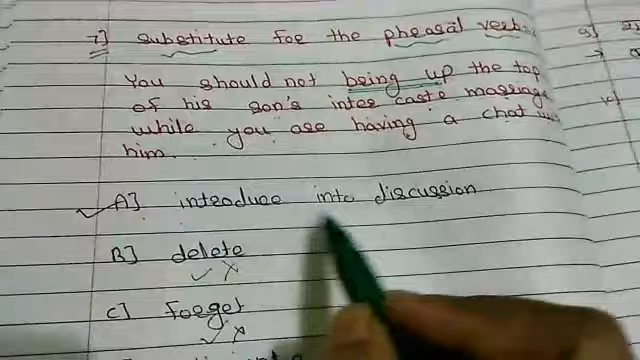 7] substitute for the phrasal verb
You should not bring up the top
of his son's inter caste marriage
while you are having a chat
him.
A] introduce into discussion
B] delete
C] forget